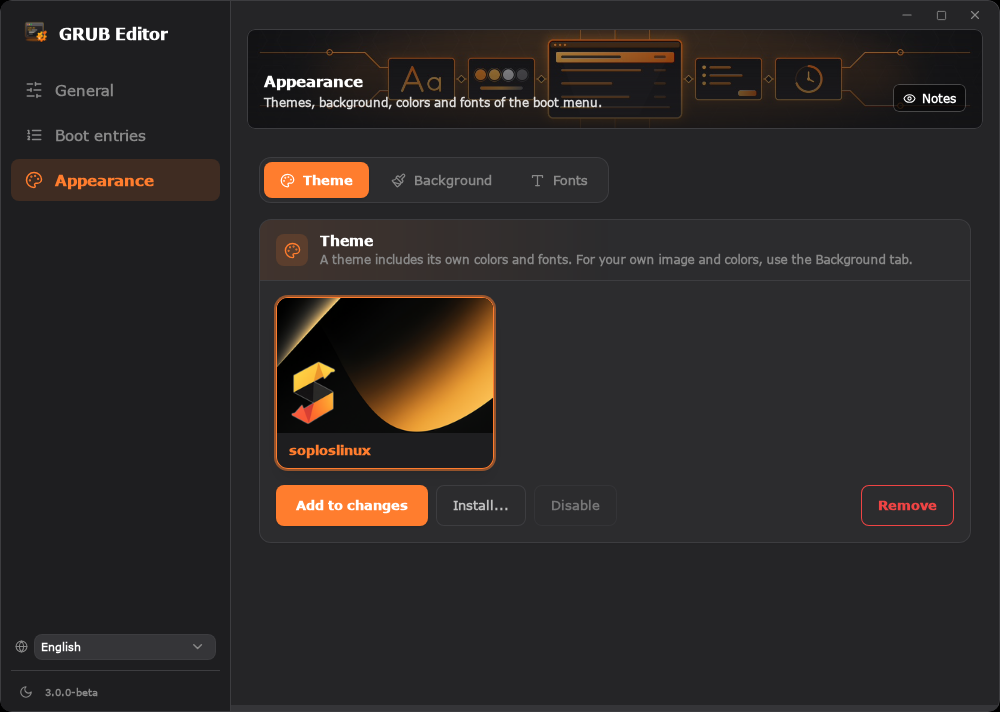 GRUB Editor
General
Boot entries
Appearance
English
3.0.0-beta
Aa
Appearance
Themes, background, colors and fonts of the boot menu.
Notes
Theme
Background
Fonts
Theme
A theme includes its own colors and fonts. For your own image and colors, use the Background tab.
soploslinux
Add to changes
Install...
Disable
Remove